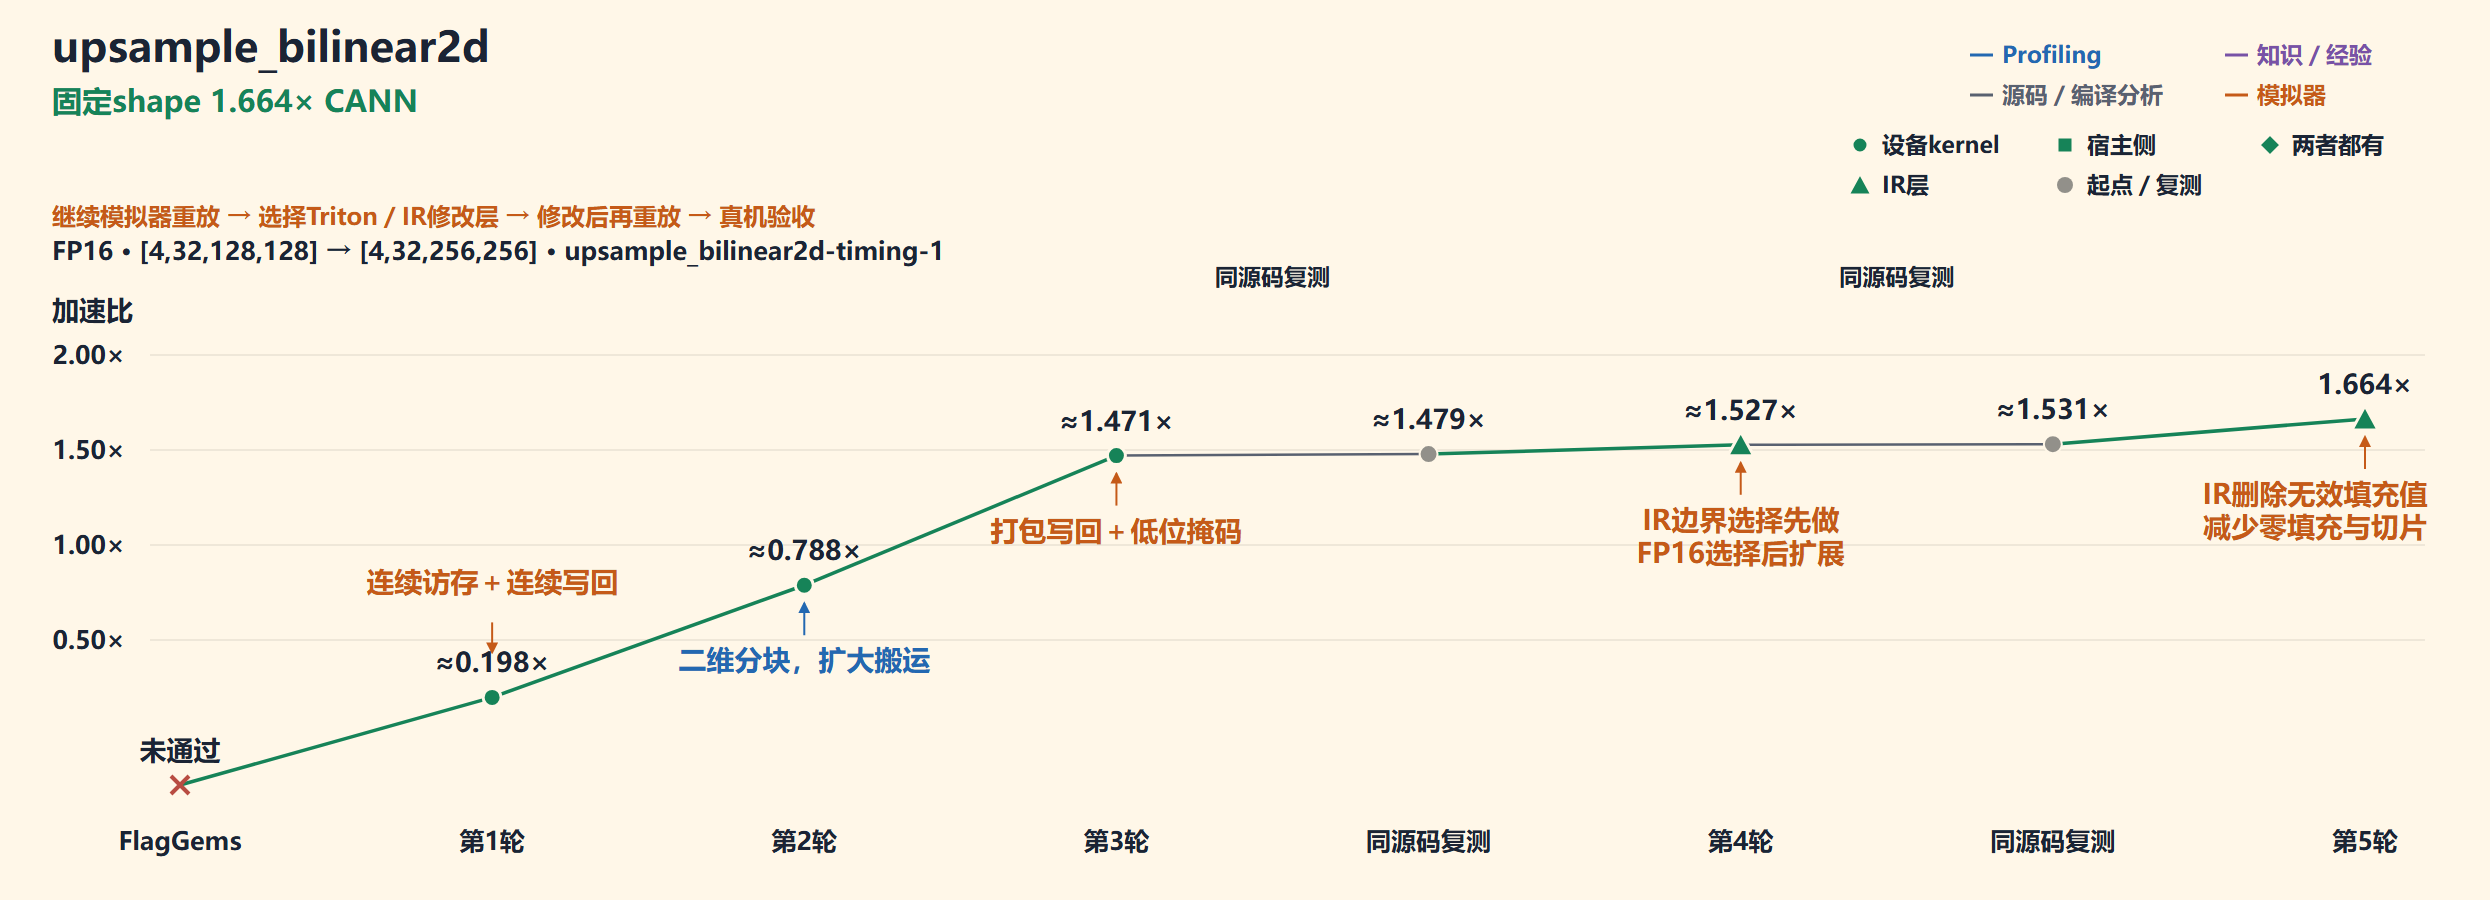 upsample_bilinear2d
固定shape 1.664× CANN
Profiling
知识 / 经验
源码 / 编译分析
模拟器
设备kernel
宿主侧
两者都有
IR层
起点 / 复测
继续模拟器重放 → 选择Triton / IR修改层 → 修改后再重放 → 真机验收
FP16 • [4,32,128,128] → [4,32,256,256] • upsample_bilinear2d-timing-1
同源码复测
同源码复测
加速比
2.00×
1.50×
1.00×
0.50×
未通过
≈0.198×
连续访存 + 连续写回
≈0.788×
二维分块，扩大搬运
≈1.471×
打包写回 + 低位掩码
≈1.479×
≈1.527×
IR边界选择先做
FP16选择后扩展
≈1.531×
1.664×
IR删除无效填充值
减少零填充与切片
FlagGems
第1轮
第2轮
第3轮
同源码复测
第4轮
同源码复测
第5轮